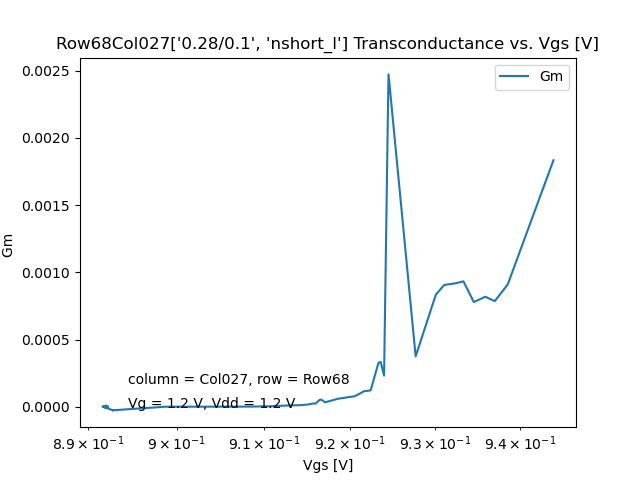 Row68Col027['0.28/0.1', 'nshort_l'] Transconductance vs. Vgs [V]
Gm
0.0025
0.0020
0.0015
0.0010
0.0005
0.0000
Gm
column = Col027, row = Row68
Vg = 1.2 V, Vdd = 1.2 V
8.9 × 10⁻¹ 9 × 10⁻¹ 9.1 × 10⁻¹ 9.2 × 10⁻¹ 9.3 × 10⁻¹ 9.4 × 10⁻¹
Vgs [V]